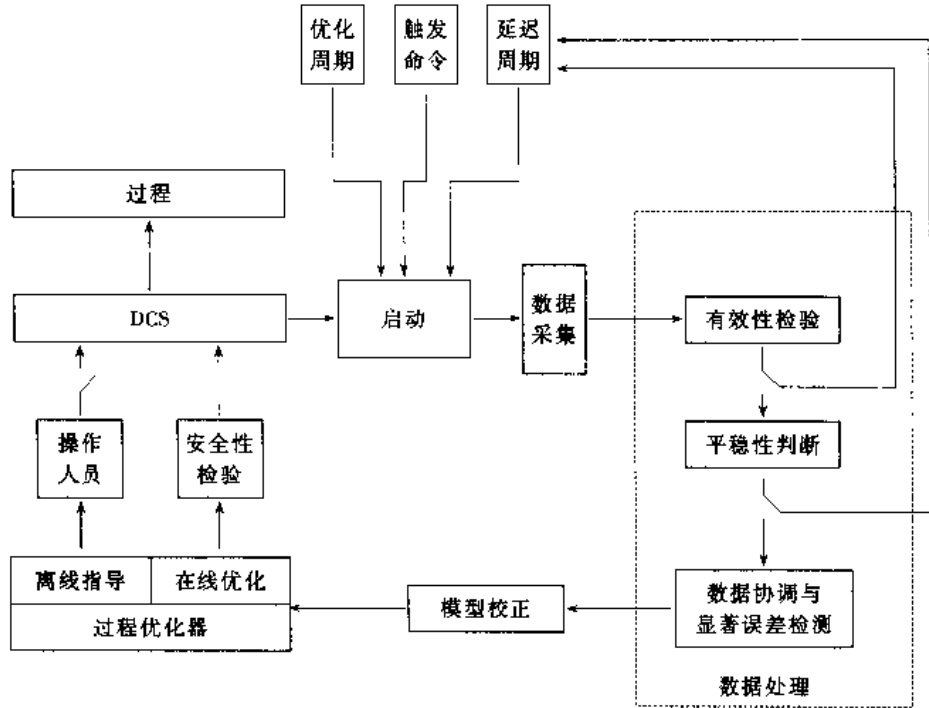 优化
周期
触发
命令
延迟
周期
过程
DCS
启动
数据
采集
有效性检验
操作
人员
安全性
检验
平稳性判断
离线指导
在线优化
过程优化器
模型校正
数据协调与
显著误差检测
数据处理